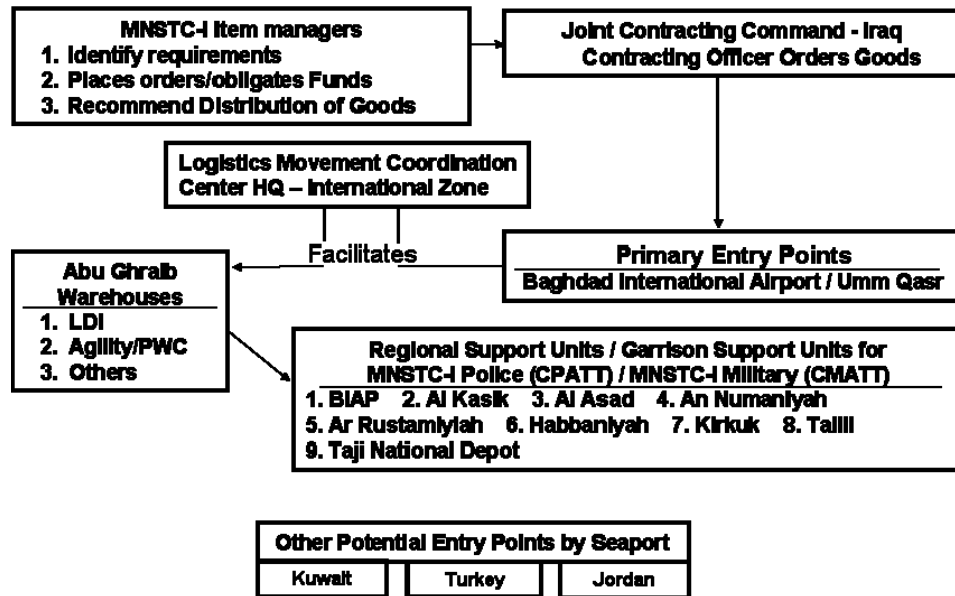 MNSTC-I Item managers
1. Identify requirements
2. Places orders/obligates Funds
3. Recommend Distribution of Goods
Joint Contracting Command - Iraq
Contracting Officer Orders Goods
Logistics Movement Coordination
Center HQ – International Zone
Facilitates
Primary Entry Points
Baghdad International Airport / Umm Qasr
Abu Ghraib
Warehouses
1. LDI
2. Agility/PWC
3. Others
Regional Support Units / Garrison Support Units for
MNSTC-I Police (CPATT) / MNSTC-I Military (CMATT)
1. BIAP 2. Al Kasik 3. Al Asad 4. An Numaniyah
5. Ar Rustamiyiah 6. Habbaniyah 7. Kirkuk 8. Tallil
9. Taji National Depot
Other Potential Entry Points by Seaport
Kuwait Turkey Jordan